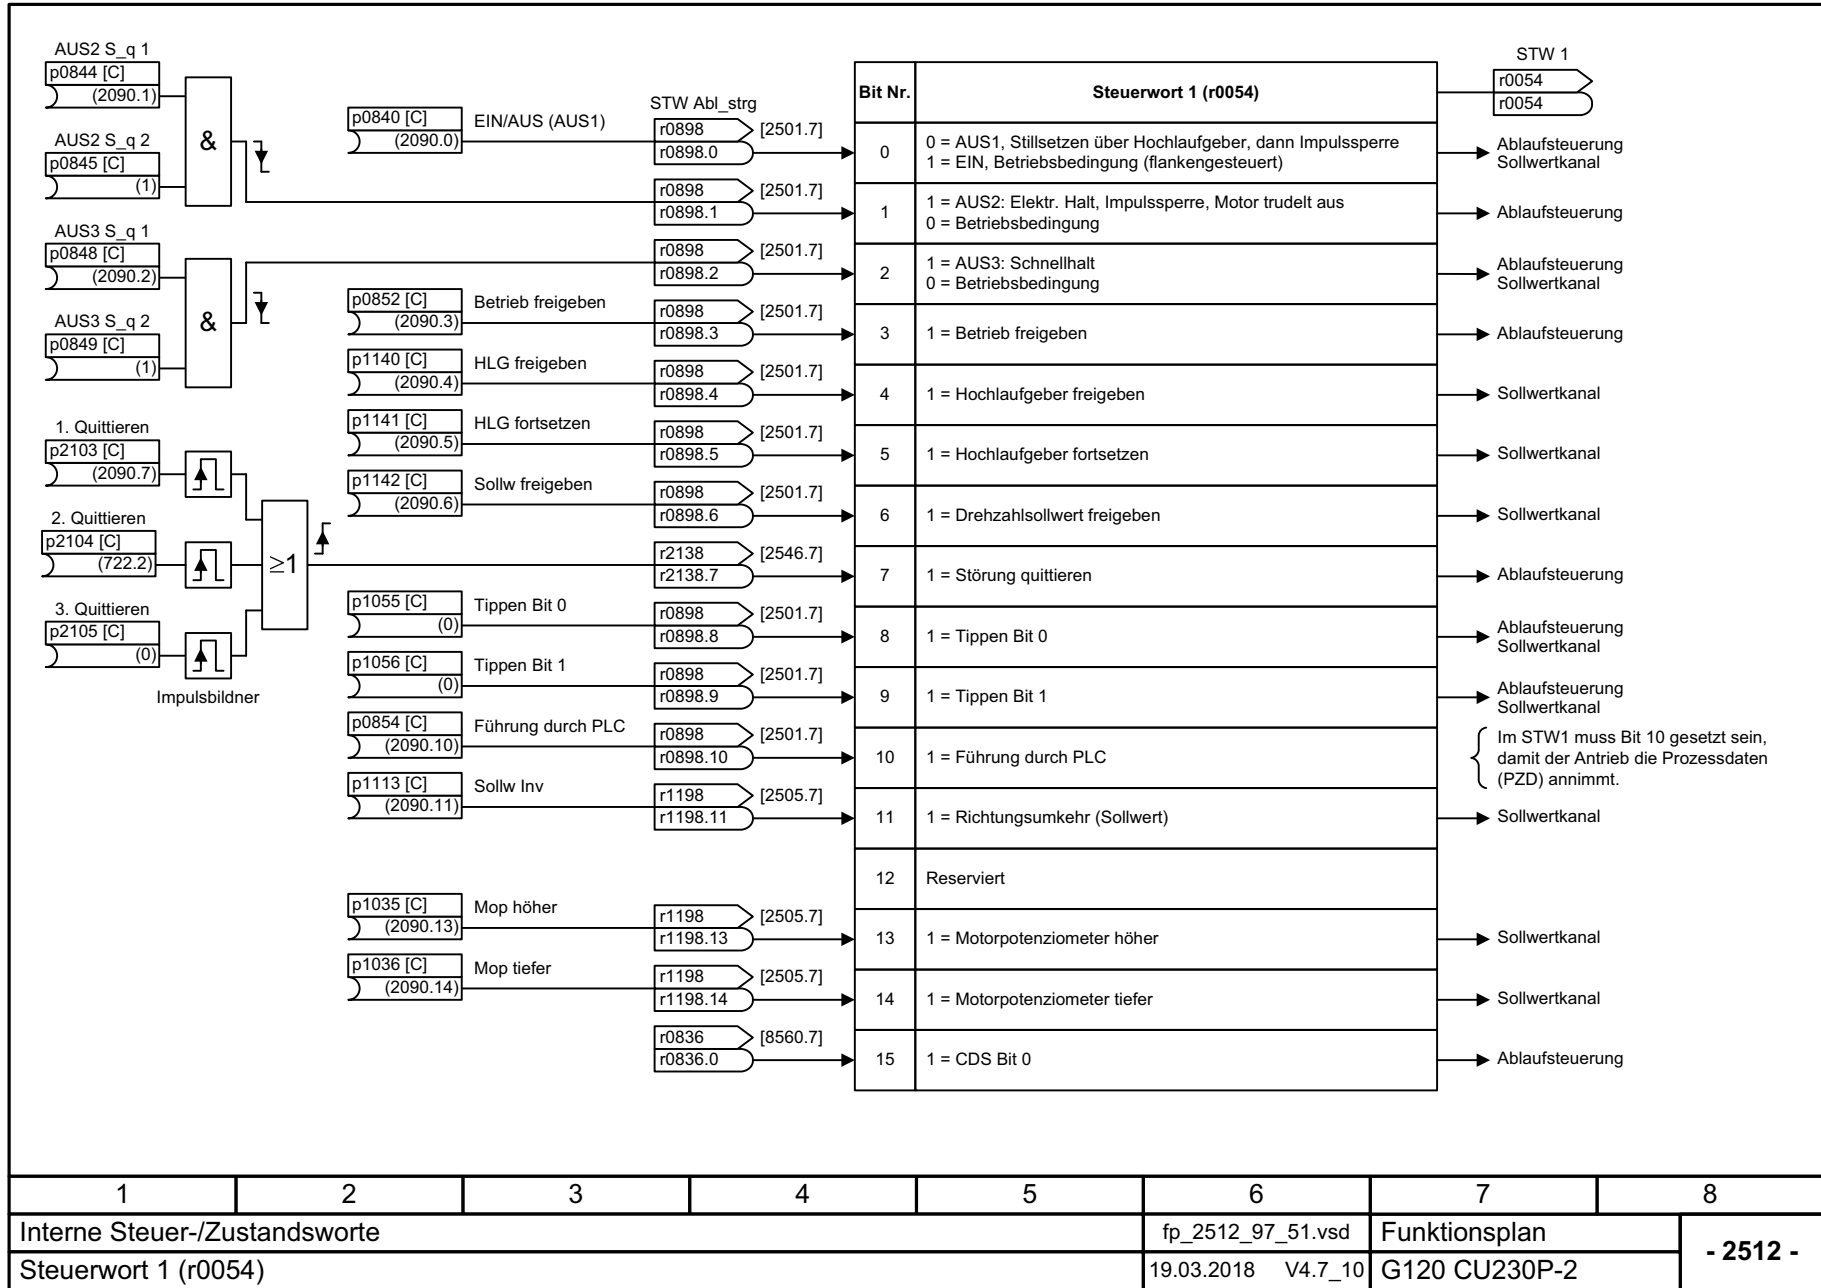 AUS2 S_q 1
p0844 [C]
(2090.1)
AUS2 S_q 2
p0845 [C]
(1)
&
AUS3 S_q 1
p0848 [C]
(2090.2)
AUS3 S_q 2
p0849 [C]
(1)
&
1. Quittieren
p2103 [C]
(2090.7)
2. Quittieren
p2104 [C]
(722.2)
3. Quittieren
p2105 [C]
(0)
≥1
Impulsbildner
p0840 [C]
(2090.0)
EIN/AUS (AUS1)
p0852 [C]
(2090.3)
Betrieb freigeben
p1140 [C]
(2090.4)
HLG freigeben
p1141 [C]
(2090.5)
HLG fortsetzen
p1142 [C]
(2090.6)
Sollw freigeben
p1055 [C]
(0)
Tippen Bit 0
p1056 [C]
(0)
Tippen Bit 1
p0854 [C]
(2090.10)
Führung durch PLC
p1113 [C]
(2090.11)
Sollw Inv
p1035 [C]
(2090.13)
Mop höher
p1036 [C]
(2090.14)
Mop tiefer
STW Abl_strg
r0898 [2501.7]
r0898.0
r0898 [2501.7]
r0898.1
r0898 [2501.7]
r0898.2
r0898 [2501.7]
r0898.3
r0898 [2501.7]
r0898.4
r0898 [2501.7]
r0898.5
r0898 [2501.7]
r0898.6
r2138 [2546.7]
r2138.7
r0898 [2501.7]
r0898.8
r0898 [2501.7]
r0898.9
r0898 [2501.7]
r0898.10
r1198 [2505.7]
r1198.11
r1198 [2505.7]
r1198.13
r1198 [2505.7]
r1198.14
r0836 [8560.7]
r0836.0
Bit Nr. Steuerwort 1 (r0054)
STW 1
r0054
r0054
0
0 = AUS1, Stillsetzen über Hochlaufgeber, dann Impulssperre
1 = EIN, Betriebsbedingung (flankengesteuert)
Ablaufsteuerung
Sollwertkanal
1
1 = AUS2: Elektr. Halt, Impulssperre, Motor trudelt aus
0 = Betriebsbedingung
Ablaufsteuerung
2
1 = AUS3: Schnellhalt
0 = Betriebsbedingung
Ablaufsteuerung
Sollwertkanal
3 1 = Betrieb freigeben Ablaufsteuerung
4 1 = Hochlaufgeber freigeben Sollwertkanal
5 1 = Hochlaufgeber fortsetzen Sollwertkanal
6 1 = Drehzahlsollwert freigeben Sollwertkanal
7 1 = Störung quittieren Ablaufsteuerung
8 1 = Tippen Bit 0
Ablaufsteuerung
Sollwertkanal
9 1 = Tippen Bit 1
Ablaufsteuerung
Sollwertkanal
10 1 = Führung durch PLC
Im STW1 muss Bit 10 gesetzt sein,
damit der Antrieb die Prozessdaten
(PZD) annimmt.
11 1 = Richtungsumkehr (Sollwert) Sollwertkanal
12 Reserviert
13 1 = Motorpotenziometer höher Sollwertkanal
14 1 = Motorpotenziometer tiefer Sollwertkanal
15 1 = CDS Bit 0 Ablaufsteuerung
1 2 3 4 5 6 7 8
Interne Steuer-/Zustandsworte fp_2512_97_51.vsd Funktionsplan
- 2512 -
Steuerwort 1 (r0054) 19.03.2018 V4.7_10 G120 CU230P-2